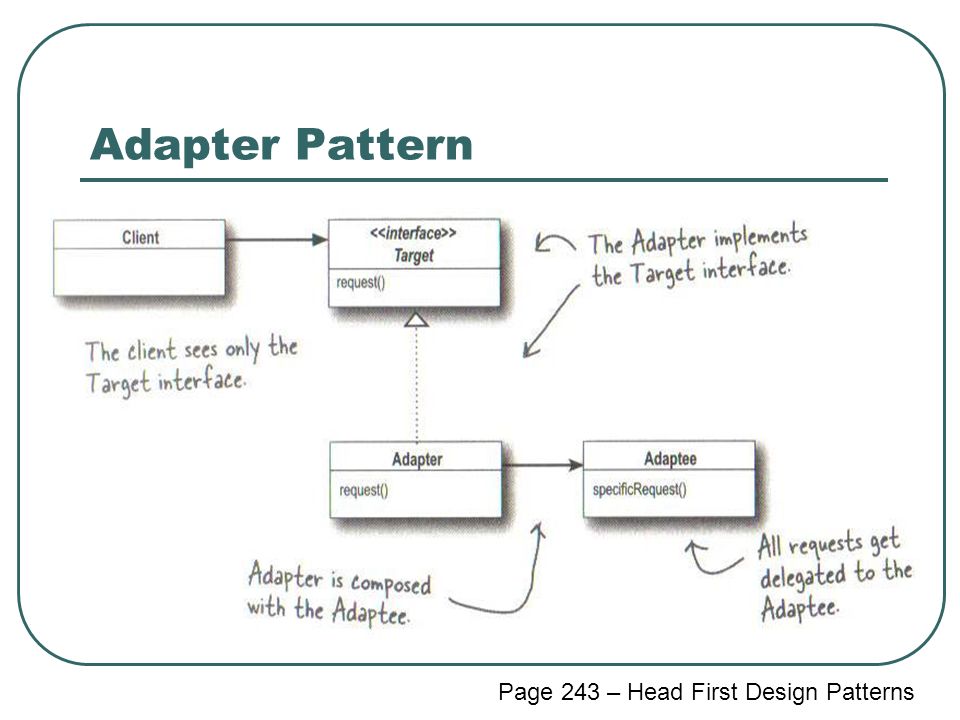 Adapter Pattern
Client
<<interface>>
Target
request()
The Adapter implements
the Target interface.
The client sees only the
Target interface.
Adapter
request()
Adaptee
specificRequest()
Adapter is composed
with the Adaptee.
All requests get
delegated to the
Adaptee.
Page 243 – Head First Design Patterns